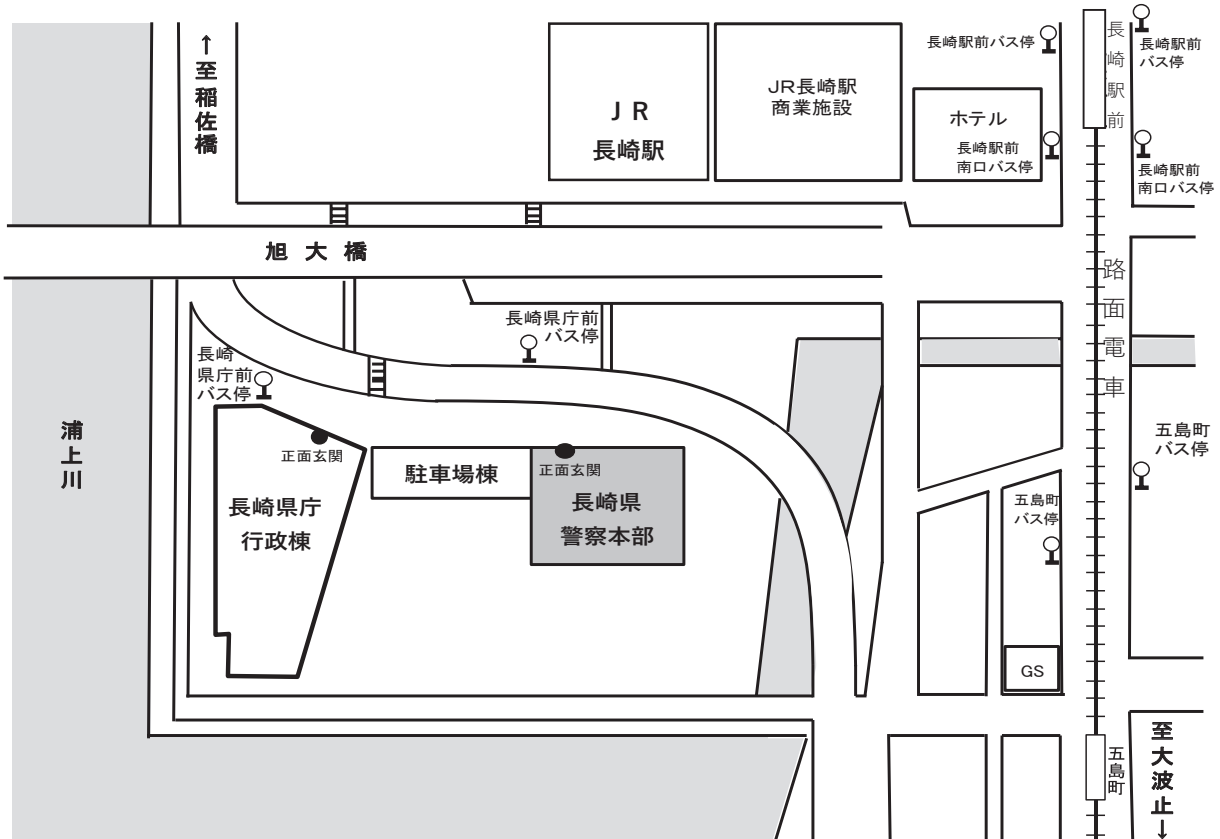 ↑至稲佐橋
JR
長崎駅
JR長崎駅
商業施設
長崎駅前バス停
ホテル
長崎駅前
南口バス停
長崎駅前
長崎駅前
バス停
長崎駅前
南口バス停
旭大橋
路面電車
長崎県庁前
バス停
長崎
県庁前
バス停
浦上川
正面玄関
長崎県庁
行政棟
駐車場棟
正面玄関
長崎県
警察本部
五島町
バス停
五島町
バス停
GS
五島町
至大波止↓